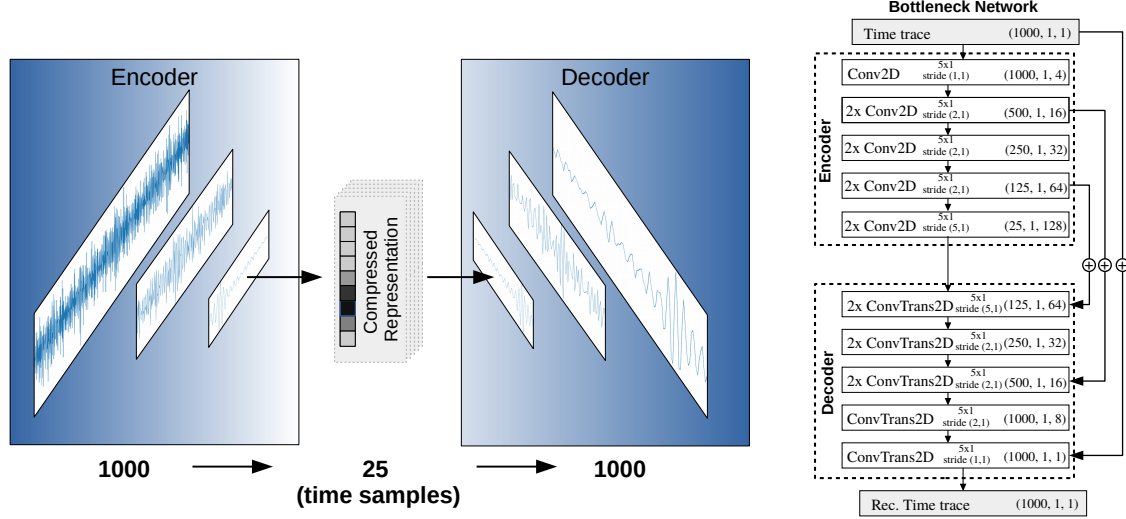 Encoder
Decoder
Compressed
Representation
1000
25
1000
(time samples)
Bottleneck Network
Time trace (1000, 1, 1)
Encoder
Conv2D 5x1 stride (1,1) (1000, 1, 4)
2x Conv2D 5x1 stride (2,1) (500, 1, 16)
2x Conv2D 5x1 stride (2,1) (250, 1, 32)
2x Conv2D 5x1 stride (2,1) (125, 1, 64)
2x Conv2D 5x1 stride (5,1) (25, 1, 128)
Decoder
2x ConvTrans2D 5x1 stride (5,1) (125, 1, 64)
2x ConvTrans2D 5x1 stride (2,1) (250, 1, 32)
2x ConvTrans2D 5x1 stride (2,1) (500, 1, 16)
ConvTrans2D 5x1 stride (2,1) (1000, 1, 8)
ConvTrans2D 5x1 stride (1,1) (1000, 1, 1)
Rec. Time trace (1000, 1, 1)